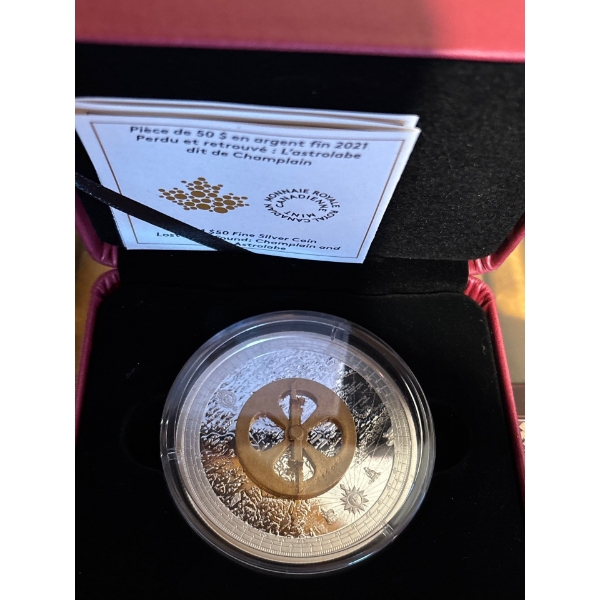 Pièce de 50 $ en argent fin 2021
Perdu et retrouvé : L'astrolabe
dit de Champlain
MONNAIE ROYALE CANADIENNE
ROYAL CANADIAN MINT
$50 Fine Silver Coin
Champlain and
Astrolabe